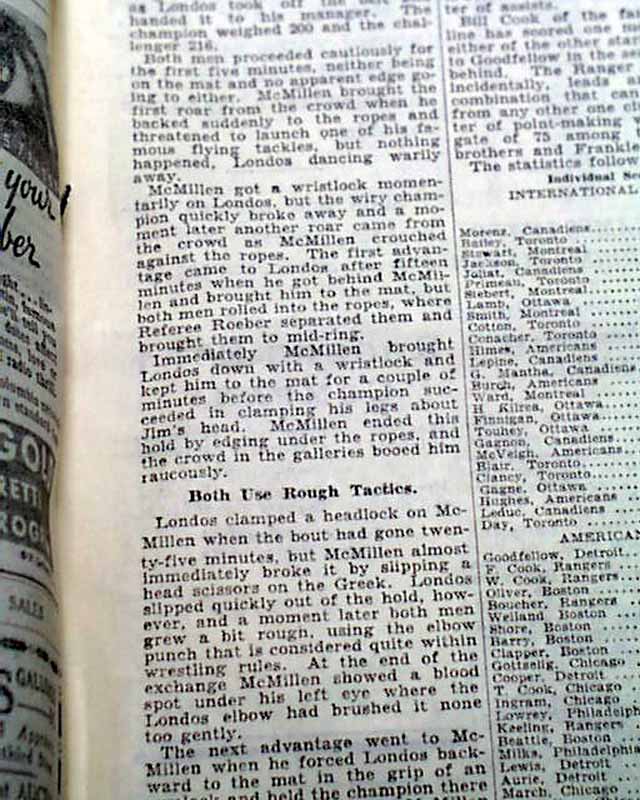 as Londos took off the
handed it to his manager. The
champion weighed 200 and the chal-
lenger 216.
Both men proceeded cautiously for
the first five minutes, neither being
on the mat and no apparent edge go-
ing to either. McMillen brought the
first roar from the crowd when he
backed suddenly to the ropes and
threatened to launch one of his fa-
mous flying tackles, but nothing
happened, Londos dancing warily
away.
McMillen got a wristlock momen-
tarily on Londos, but the wiry cham-
pion quickly broke away and a mo-
ment later another roar came from
the crowd as McMillen crouched
against the ropes. The first advan-
tage came to Londos after fifteen
minutes when he got behind McMil-
len and brought him to the mat, but
both men rolled into the ropes, where
Referee Roeber separated them and
brought them to mid-ring.
Immediately McMillen brought
Londos down with a wristlock and
kept him to the mat for a couple of
minutes before the champion suc-
ceeded in clamping his legs about
Jim's head. McMillen ended this
hold by edging under the ropes, and
the crowd in the galleries booed him
raucously.
Both Use Rough Tactics.
Londos clamped a headlock on Mc-
Millen when the bout had gone twen-
ty-five minutes, but McMillen almost
immediately broke it by slipping a
head scissors on the Greek. Londos
slipped quickly out of the hold, how-
ever, and a moment later both men
grew a bit rough, using the elbow
punch that is considered quite within
wrestling rules. At the end of the
exchange McMillen showed a blood
spot under his left eye where the
Londos elbow had brushed it none
too gently.
The next advantage went to Mc-
Millen when he forced Londos back-
ward to the mat in the grip of an
and held the champion there
ter of assists.
Bill Cook of the
line has scored one
either of the other
to Goodfellow in the
behind. The Ranger
incidentally, lead
combination that can
from any other one
ter of point-making
gate of 75 among
brothers and Frankie
The statistics follow
Individual
INTERNATIONAL
Morenz, Canadiens
Bailey, Toronto
Stewart, Montreal
Jackson, Toronto
Joliat, Canadiens
Primeau, Toronto
Siebert, Montreal
Lamb, Ottawa
Smith, Montreal
Cotton, Toronto
Conacher, Toronto
Himes, Americans
Lepine, Canadiens
G. Mantha, Canadiens
Burch, Americans
Ward, Montreal
H Kilrea, Ottawa
Finnigan, Ottawa
Touhey, Ottawa
Gagnon, Canadiens
McVeigh, Americans
Blair, Toronto
Clancy, Toronto
Gagne, Ottawa
Hughes, Americans
Leduc, Canadiens
Day, Toronto
AMERICAN
Goodfellow, Detroit
F. Cook, Rangers
W. Cook, Rangers
Oliver, Boston
Boucher, Rangers
Weiland Boston
Shore, Boston
Barry, Boston
Clapper, Boston
Gottselig, Chicago
Cooper, Detroit
T. Cook, Chicago
Ingram, Chicago
Lowrey, Philadelphia
Keeling, Rangers
Beattie, Boston
Milks, Philadelphia
Lewis, Detroit
Aurie, Detroit
March, Chicago
your
SALES